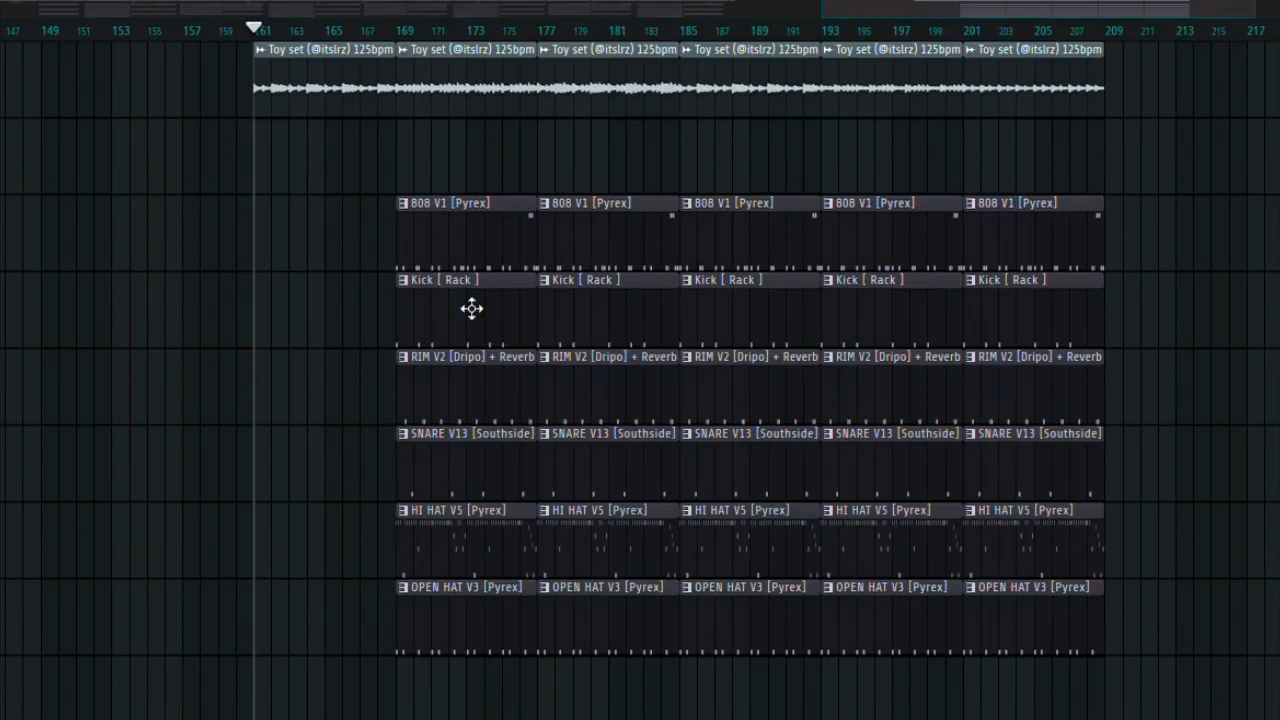 147 149 151 153 155 157 159 161 163 165 167 169 171 173 175 177 179 181 183 185 187 189 191 193 195 197 199 201 203 205 207 209 211 213 215 217
Toy set (@itslrz) 125bpm Toy set (@itslrz) 125bpm Toy set (@itslrz) 125bpm Toy set (@itslrz) 125bpm Toy set (@itslrz) 125bpm Toy set (@itslrz) 125bpm
808 V1 [Pyrex] 808 V1 [Pyrex] 808 V1 [Pyrex] 808 V1 [Pyrex] 808 V1 [Pyrex]
Kick [ Rack ] Kick [ Rack ] Kick [ Rack ] Kick [ Rack ] Kick [ Rack ]
RIM V2 [Dripo] + Reverb RIM V2 [Dripo] + Reverb RIM V2 [Dripo] + Reverb RIM V2 [Dripo] + Reverb RIM V2 [Dripo] + Reverb
SNARE V13 [Southside] SNARE V13 [Southside] SNARE V13 [Southside] SNARE V13 [Southside] SNARE V13 [Southside]
HI HAT V5 [Pyrex] HI HAT V5 [Pyrex] HI HAT V5 [Pyrex] HI HAT V5 [Pyrex] HI HAT V5 [Pyrex]
OPEN HAT V3 [Pyrex] OPEN HAT V3 [Pyrex] OPEN HAT V3 [Pyrex] OPEN HAT V3 [Pyrex] OPEN HAT V3 [Pyrex]